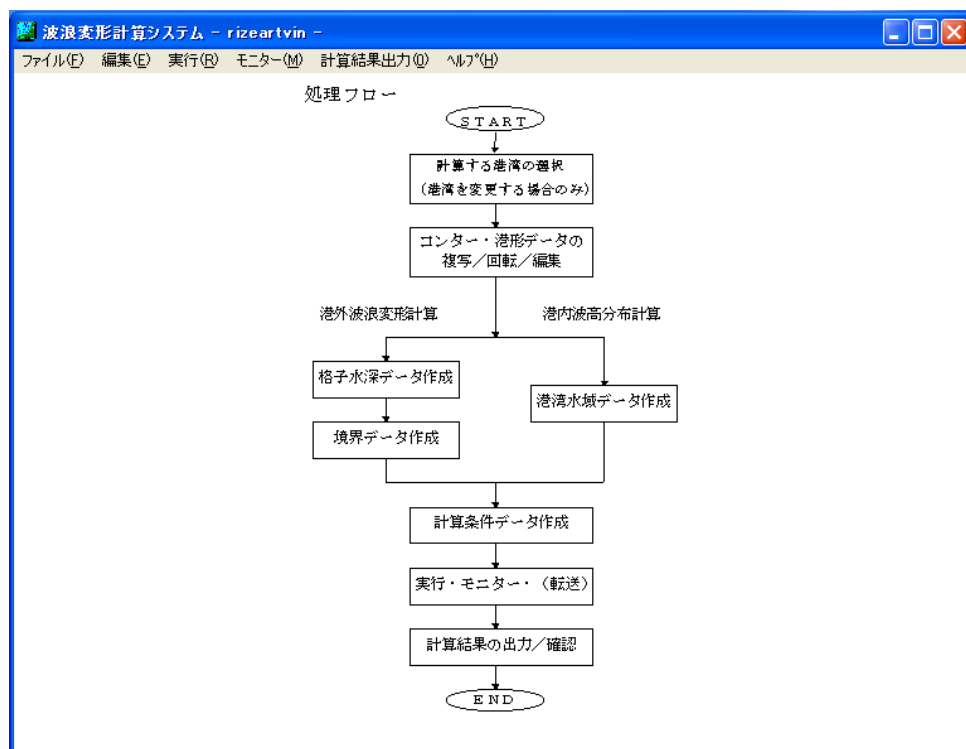 波浪変形計算システム - rizeartvin -
ファイル(F) 編集(E) 実行(R) モニター(M) 計算結果出力(O) ヘルプ(H)
処理フロー
START
計算する港湾の選択
(港湾を変更する場合のみ)
コンター・港形データの
複写/回転/編集
港外波浪変形計算 港内波高分布計算
格子水深データ作成
港湾水域データ作成
境界データ作成
計算条件データ作成
実行・モニター・(転送)
計算結果の出力/確認
END